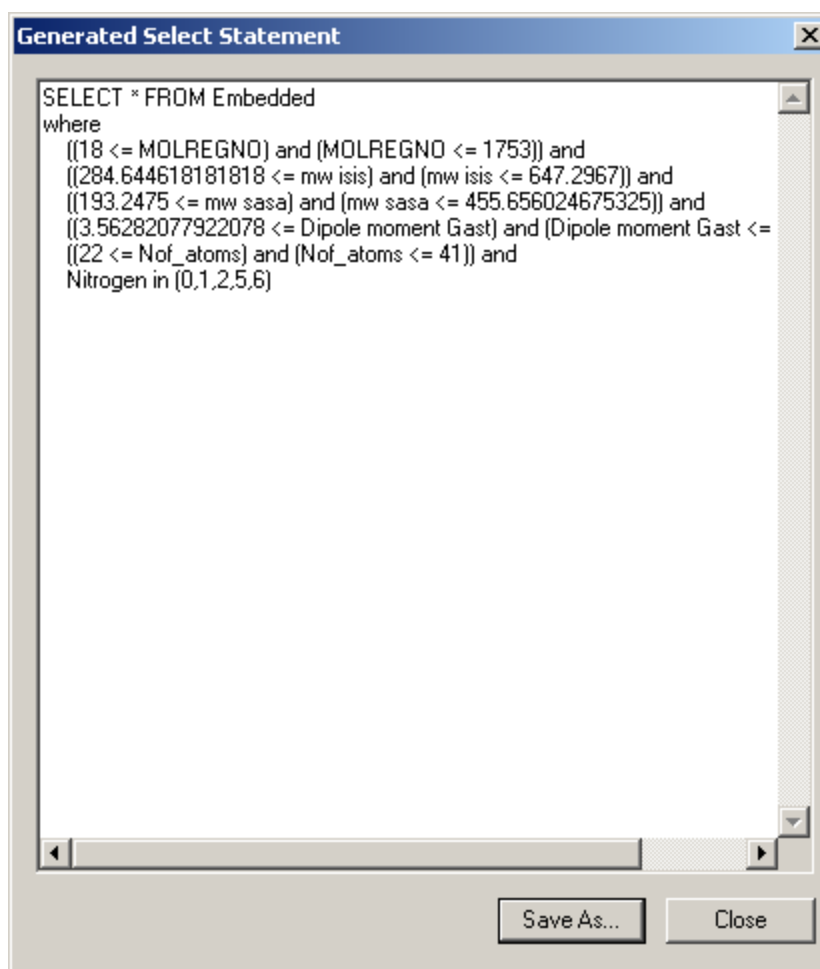 Generated Select Statement
SELECT * FROM Embedded
where
((18 <= MOLREGNO) and (MOLREGNO <= 1753)) and
((284.644618181818 <= mw isis) and (mw isis <= 647.2967)) and
((193.2475 <= mw sasa) and (mw sasa <= 455.656024675325)) and
((3.56282077922078 <= Dipole moment Gast) and (Dipole moment Gast <=
((22 <= Nof_atoms) and (Nof_atoms <= 41)) and
Nitrogen in (0,1,2,5,6)
Save As... Close